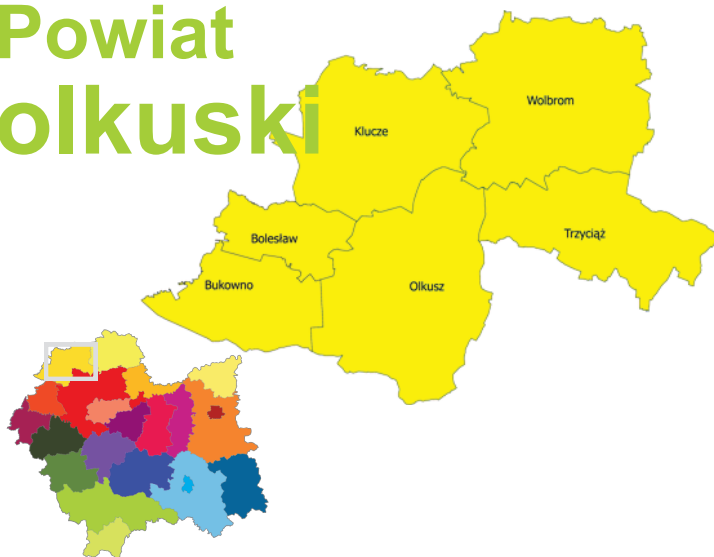 Powiat
olkuski
Wolbrom
Klucze
Trzyciąż
Bolesław
Bukowno
Olkusz